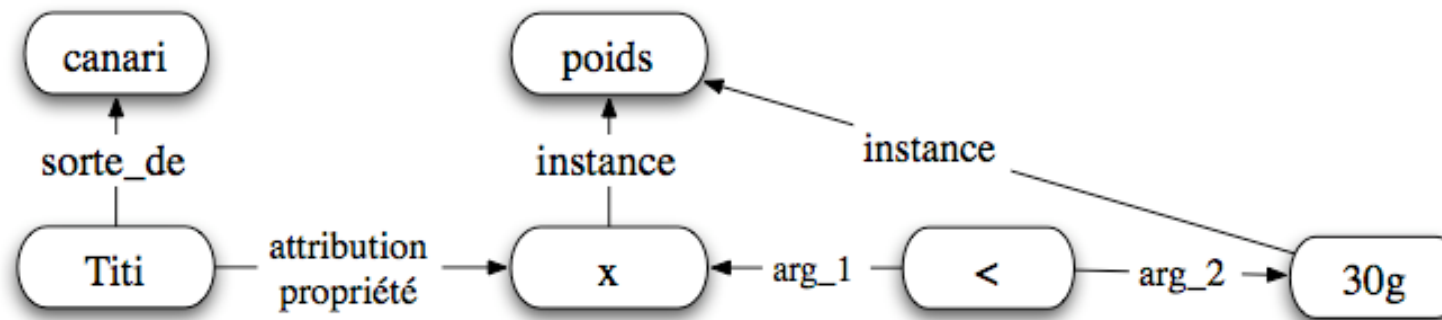 canari
poids
sorte_de
instance
instance
Titi
attribution
propriété
x
arg_1
<
arg_2
30g